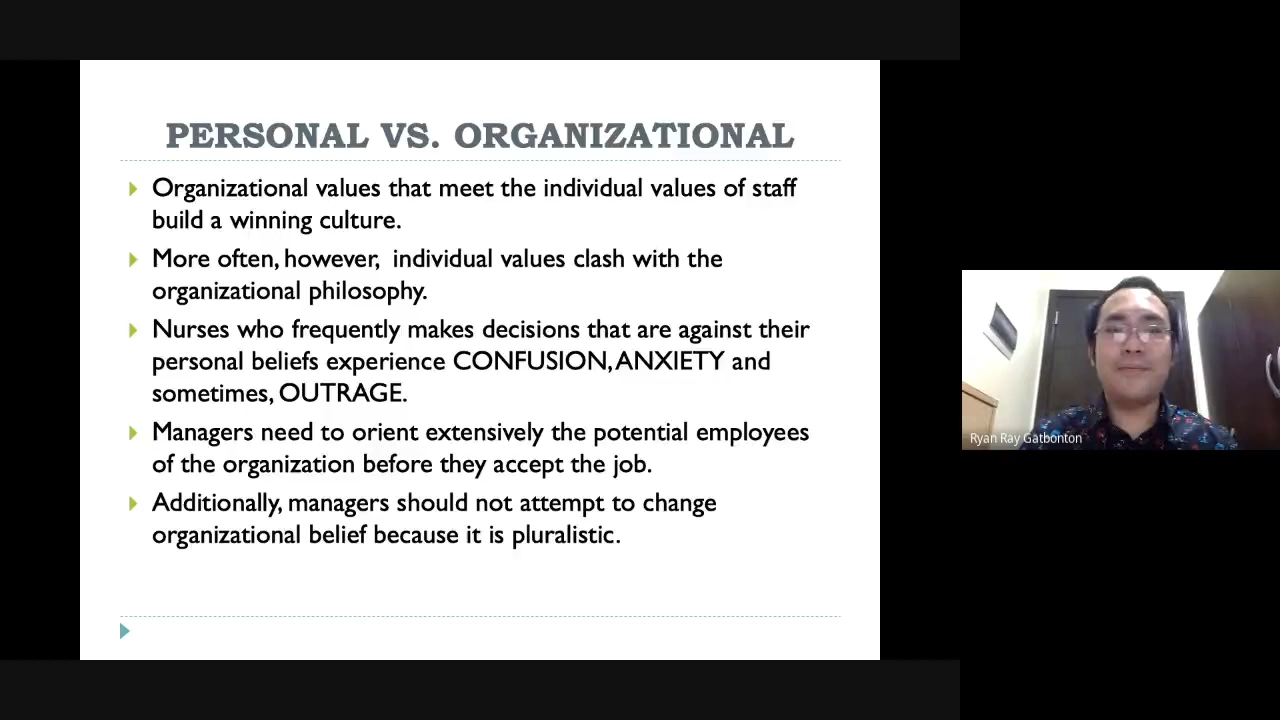 PERSONAL VS. ORGANIZATIONAL
Organizational values that meet the individual values of staff
build a winning culture.
More often, however,  individual values clash with the
organizational philosophy.
Nurses who frequently makes decisions that are against their
personal beliefs experience CONFUSION, ANXIETY and
sometimes, OUTRAGE.
Managers need to orient extensively the potential employees
of the organization before they accept the job.
Additionally, managers should not attempt to change
organizational belief because it is pluralistic.
Ryan Ray Gatbonton